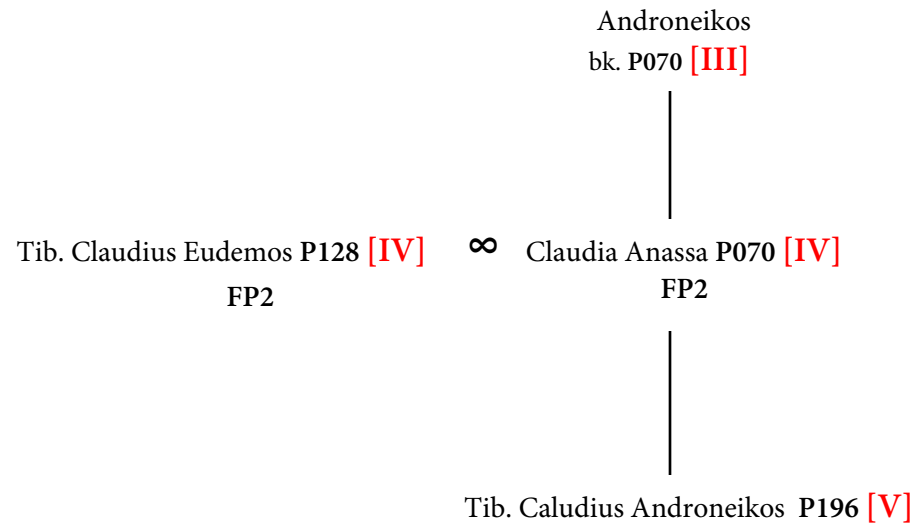 Androneikos
bk. P070 [III]
Tib. Claudius Eudemos P128 [IV] ∞ Claudia Anassa P070 [IV]
FP2 FP2
Tib. Caludius Androneikos P196 [V]